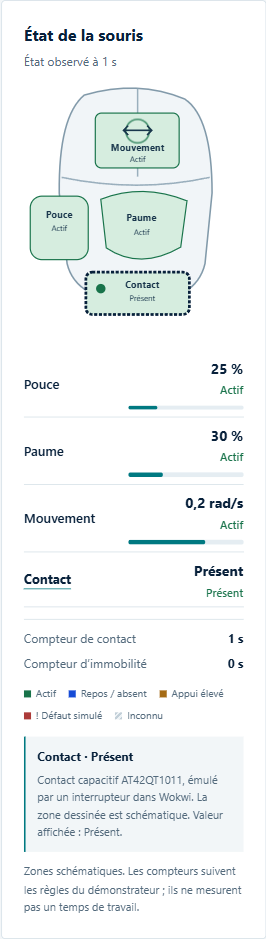 État de la souris
État observé à 1 s
Mouvement
Actif
Pouce
Actif
Paume
Actif
Contact
Présent
25 %
Pouce
Actif
30 %
Paume
Actif
0,2 rad/s
Mouvement
Actif
Présent
Contact
Présent
Compteur de contact 1 s
Compteur d'immobilité 0 s
Actif Repos / absent Appui élevé
! Défaut simulé Inconnu
Contact · Présent
Contact capacitif AT42QT1011, émulé
par un interrupteur dans Wokwi. La
zone dessinée est schématique. Valeur
affichée : Présent.
Zones schématiques. Les compteurs suivent
les règles du démonstrateur ; ils ne mesurent
pas un temps de travail.